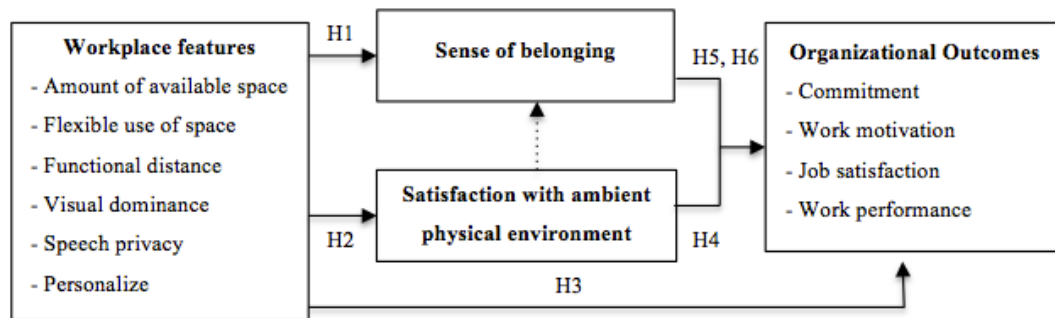 Workplace features
- Amount of available space
- Flexible use of space
- Functional distance
- Visual dominance
- Speech privacy
- Personalize
H1
Sense of belonging
H2
Satisfaction with ambient
physical environment
H3
H5, H6
H4
Organizational Outcomes
- Commitment
- Work motivation
- Job satisfaction
- Work performance